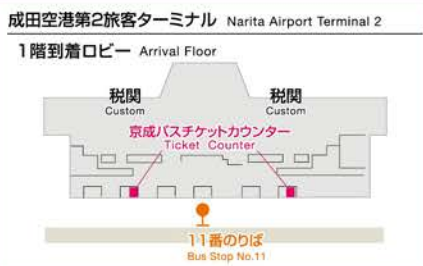 成田空港第2旅客ターミナル Narita Airport Terminal 2
1階到着ロビー Arrival Floor
税関 税関
Custom Custom
京成バスチケットカウンター
Ticket Counter
11番のりば
Bus Stop No.11